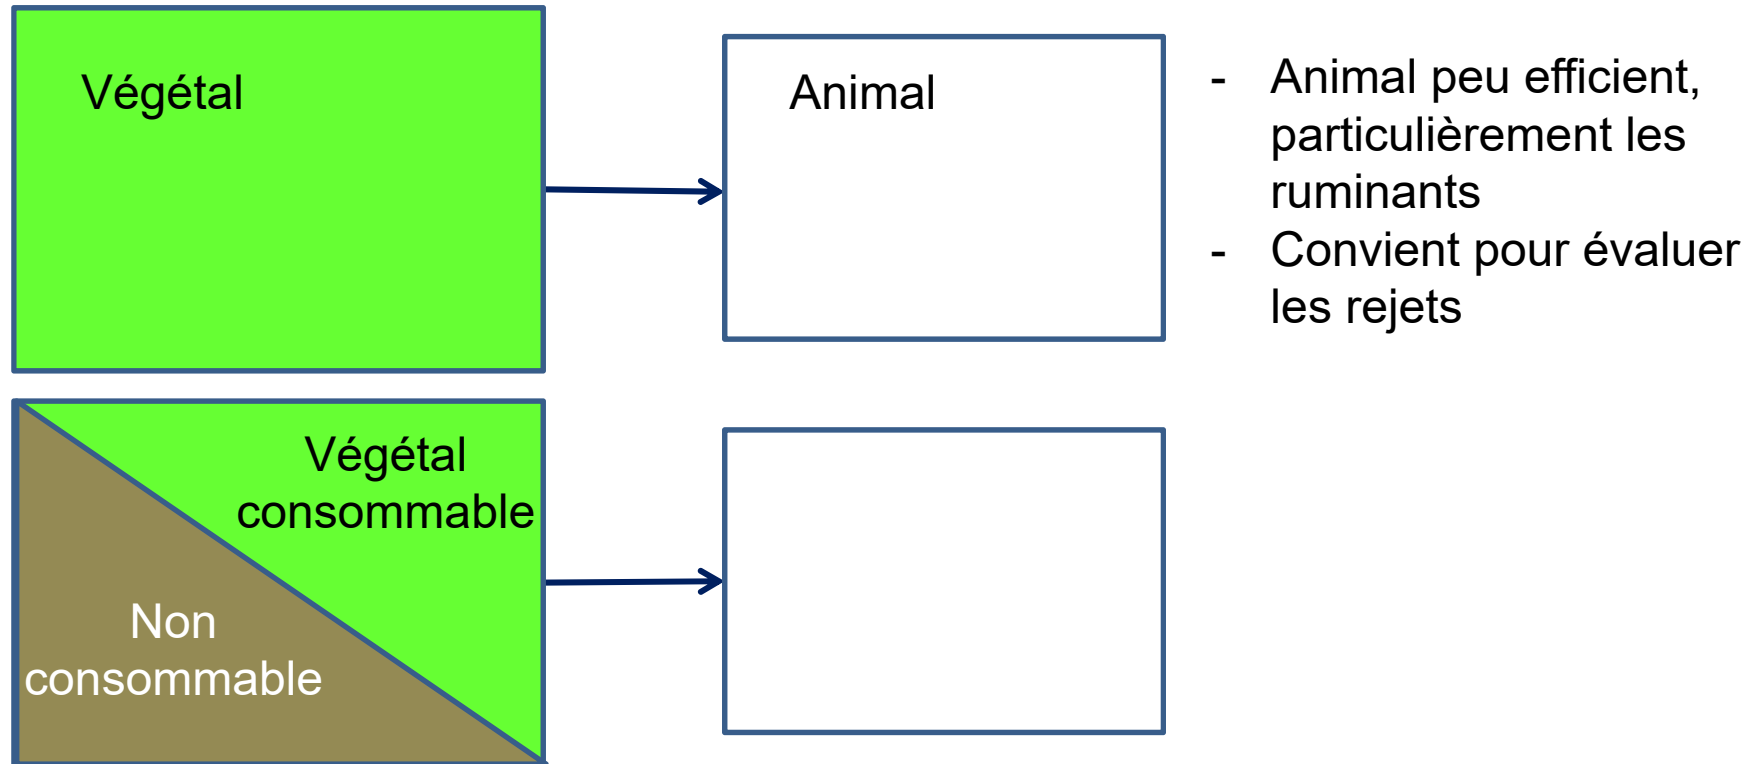 Végétal
Animal
- Animal peu efficient,
particulièrement les
ruminants
- Convient pour évaluer
les rejets
Végétal
consommable
Non
consommable